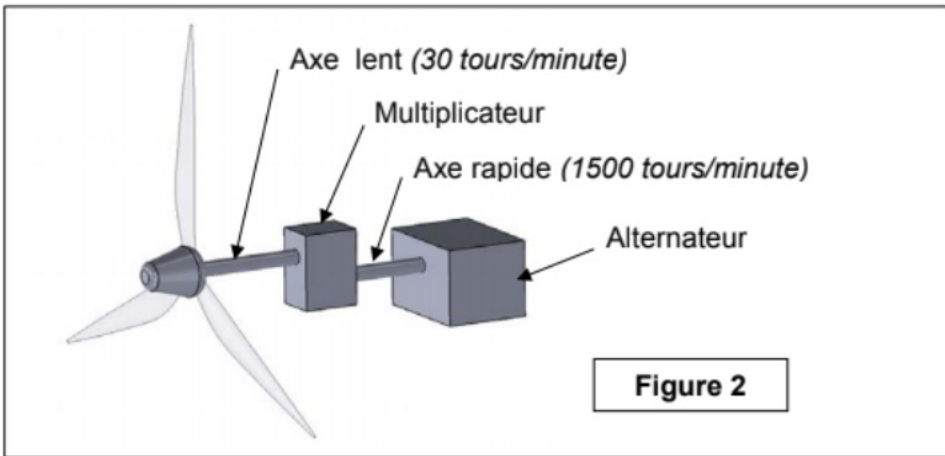 Axe lent (30 tours/minute)
Multiplicateur
Axe rapide (1500 tours/minute)
Alternateur
Figure 2